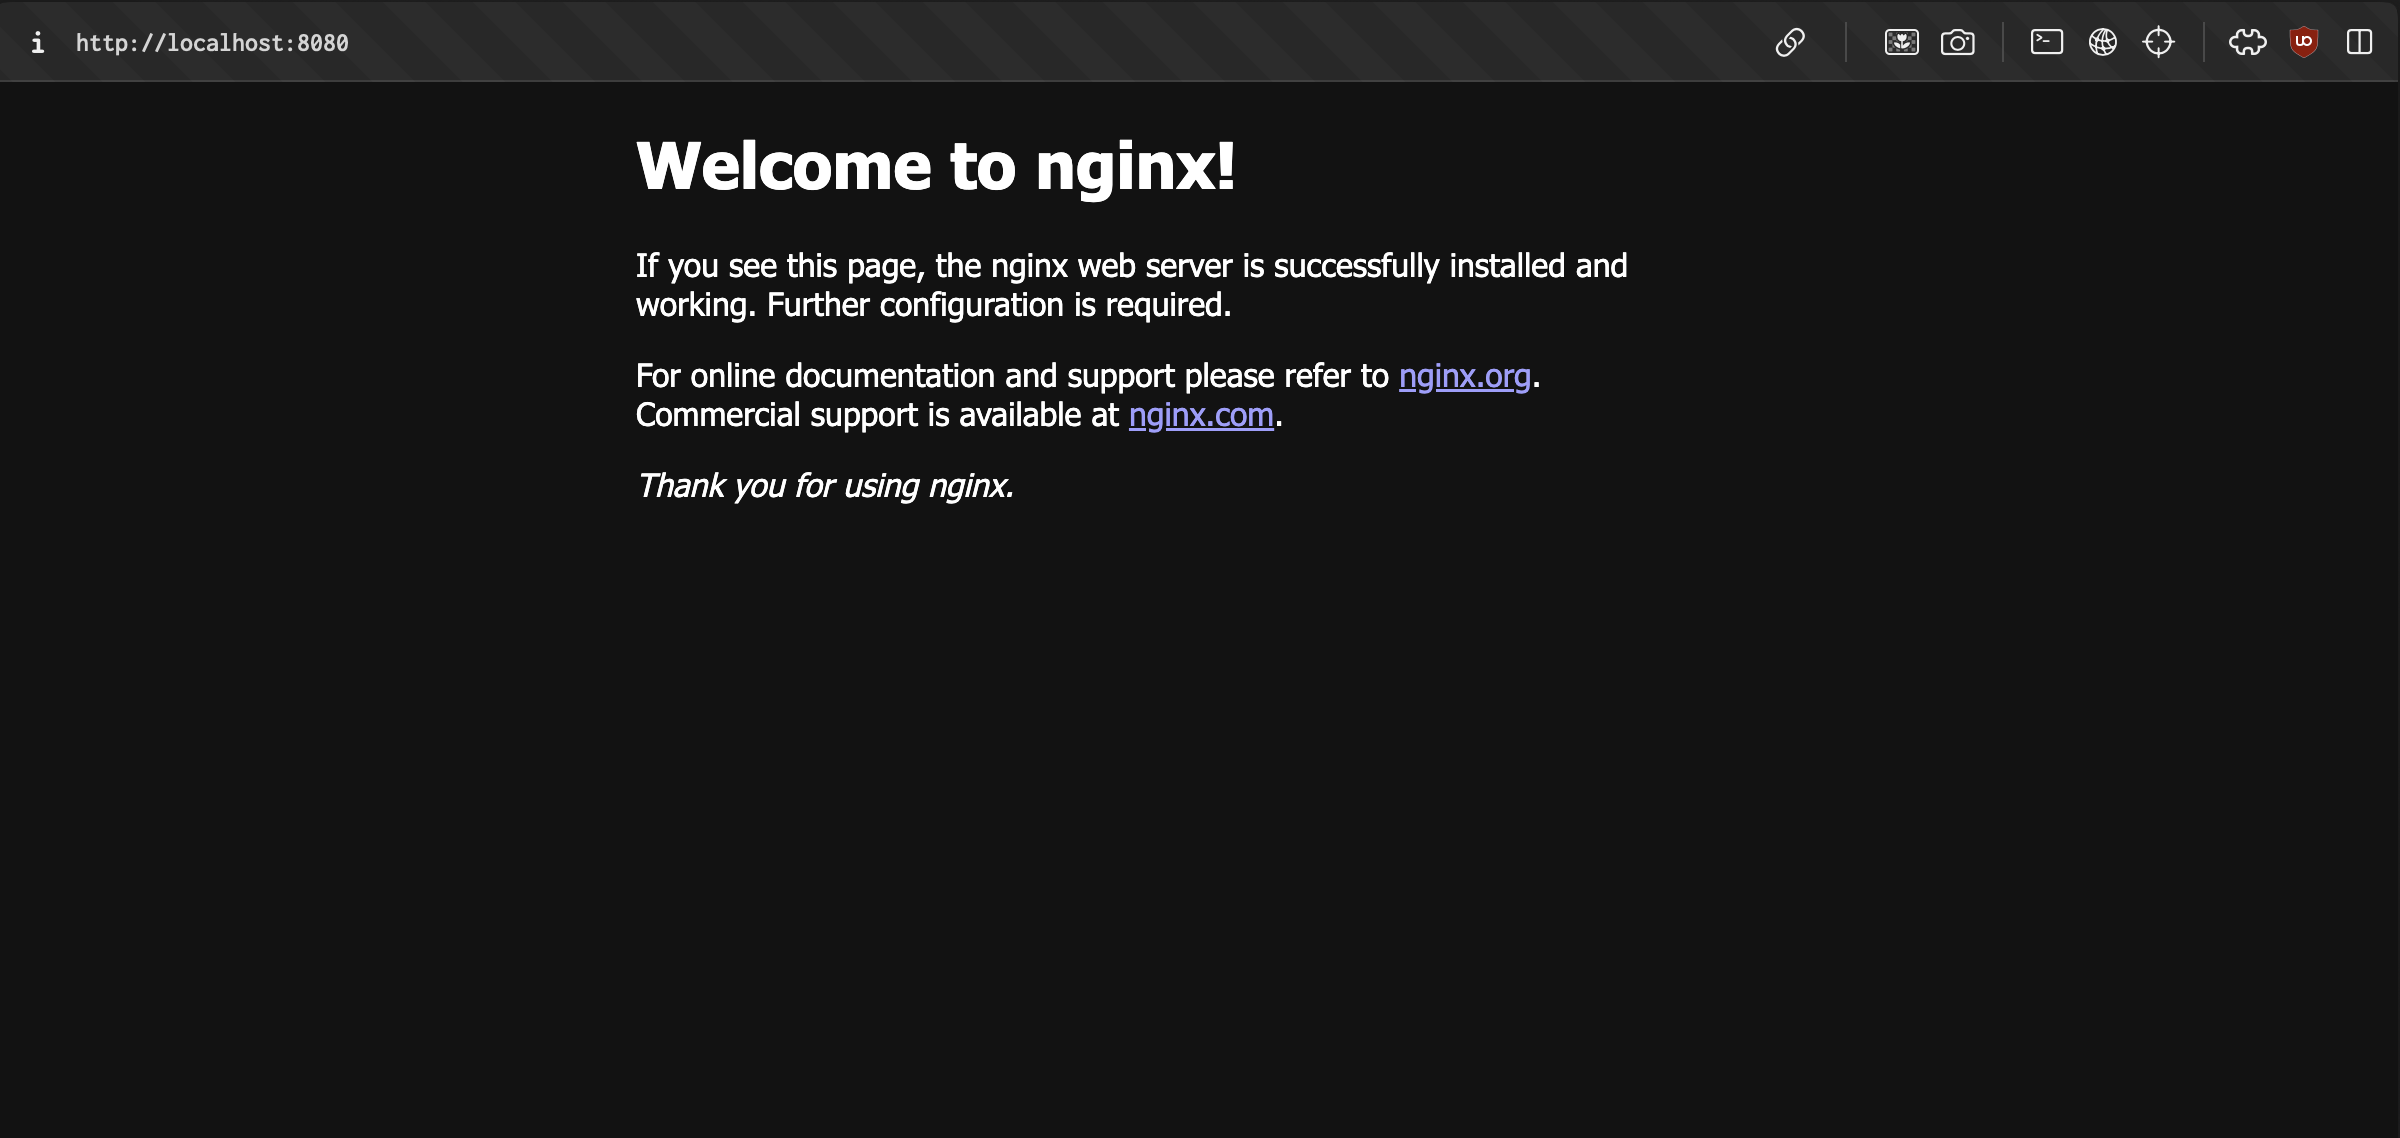 http://localhost:8080
Welcome to nginx!
If you see this page, the nginx web server is successfully installed and
working. Further configuration is required.
For online documentation and support please refer to nginx.org.
Commercial support is available at nginx.com.
Thank you for using nginx.